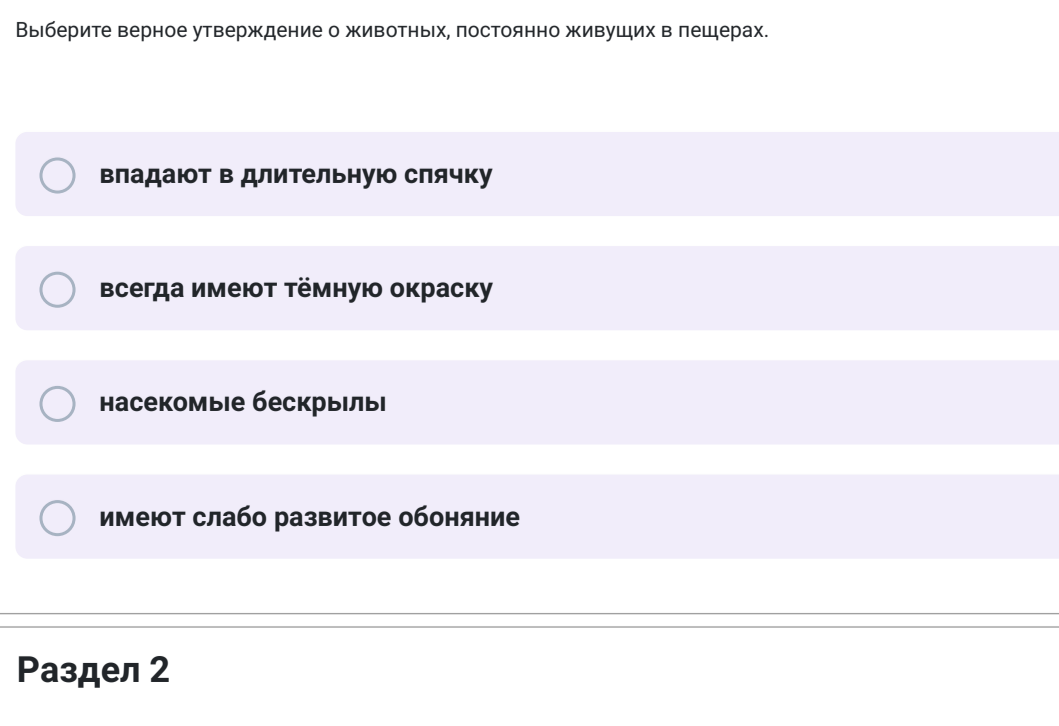 Выберите верное утверждение о животных, постоянно живущих в пещерах.
впадают в длительную спячку
всегда имеют тёмную окраску
насекомые бескрылы
имеют слабо развитое обоняние
Раздел 2